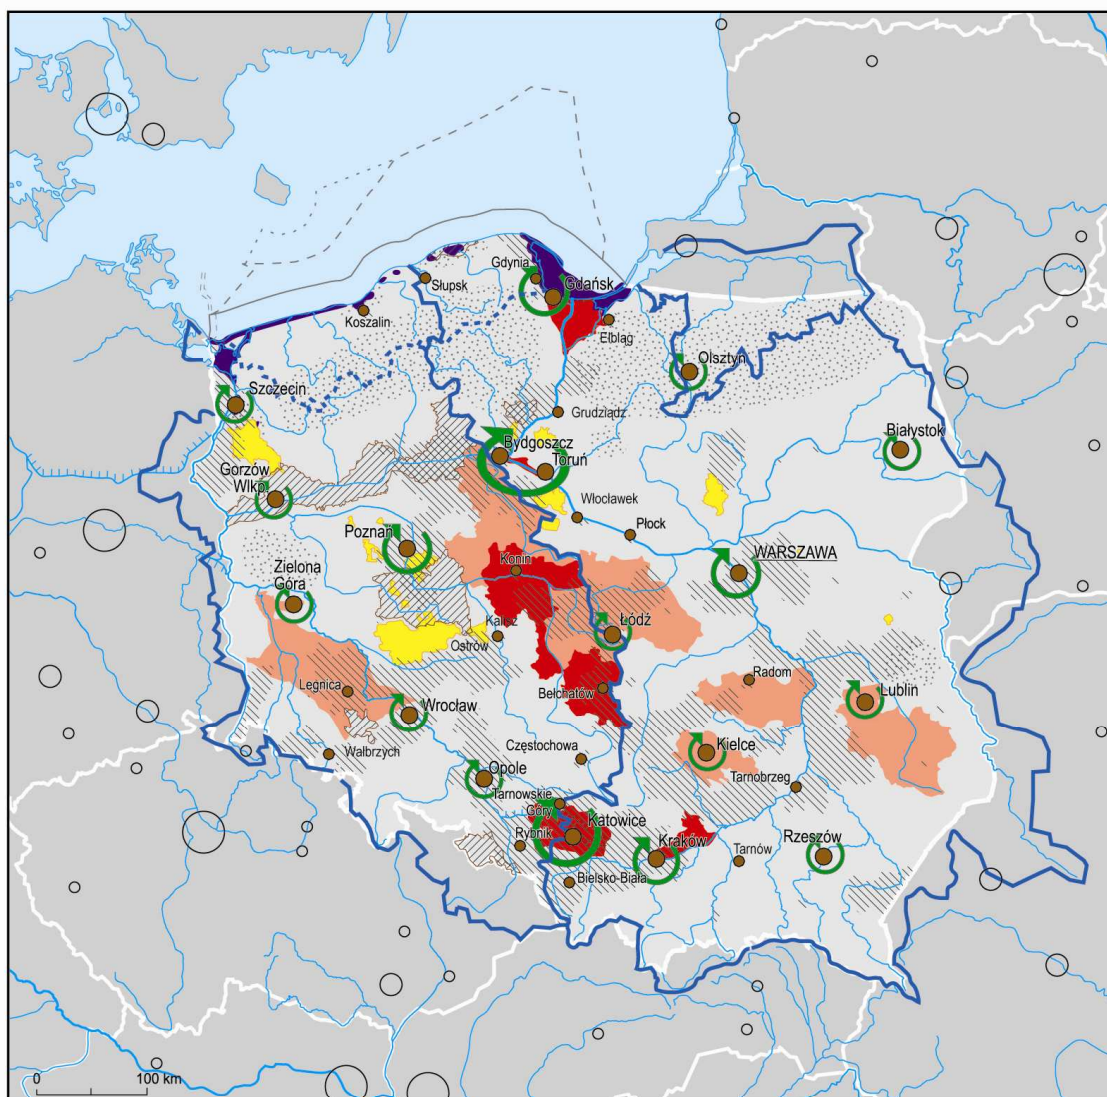 Gdynia
Gdańsk
Słupsk
Koszalin
Elbląg
Olsztyn
Szczecin
Grudziądz
Białystok
Bydgoszcz
Toruń
Gorzów
Wlkp.
Włocławek
Płock
Poznań
WARSZAWA
Konin
Zielona
Góra
Kalisz
Łódź
Ostrów
Radom
Legnica
Bełchatów
Lublin
Wrocław
Częstochowa
Kielce
Wałbrzych
Opole
Tarnobrzeg
Tarnowskie
Góry
Katowice
Rybnik
Kraków
Rzeszów
Tarnów
Bielsko-Biała
0 100 km